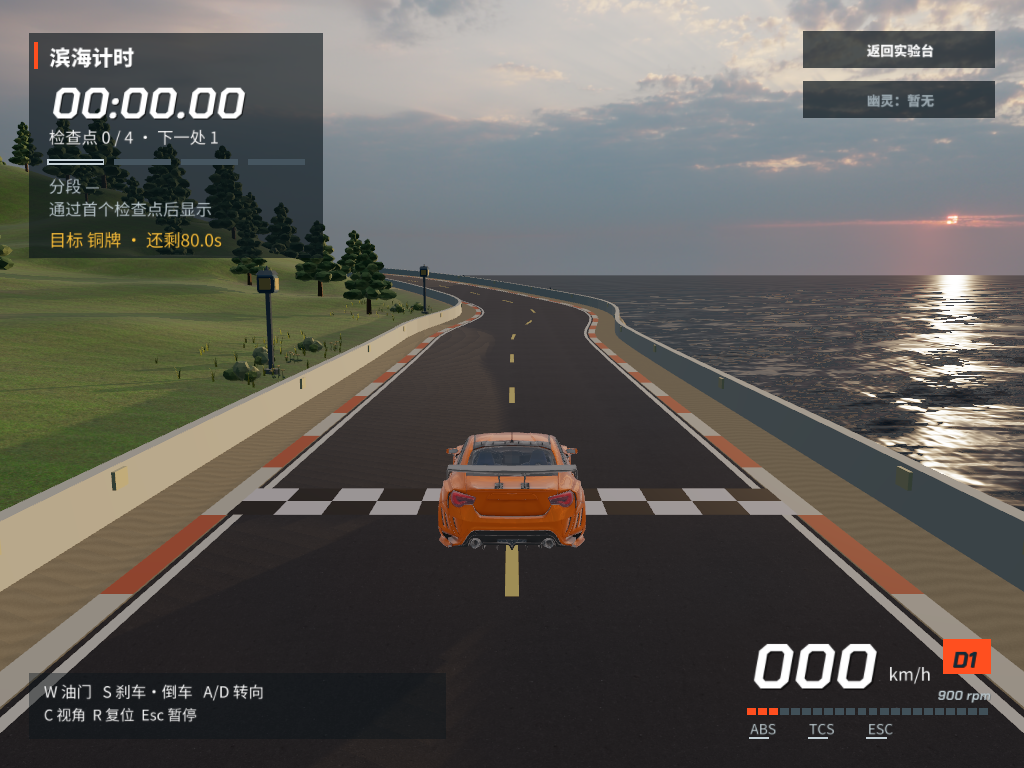 滨海计时
00:00.00
检查点 0 / 4 · 下一处 1
分段 —
通过首个检查点后显示
目标 铜牌 · 还剩80.0s
返回实验台
幽灵：暂无
W 油门 S 刹车·倒车 A/D 转向
C 视角 R 复位 Esc 暂停
000 km/h D1
900 rpm
ABS TCS ESC